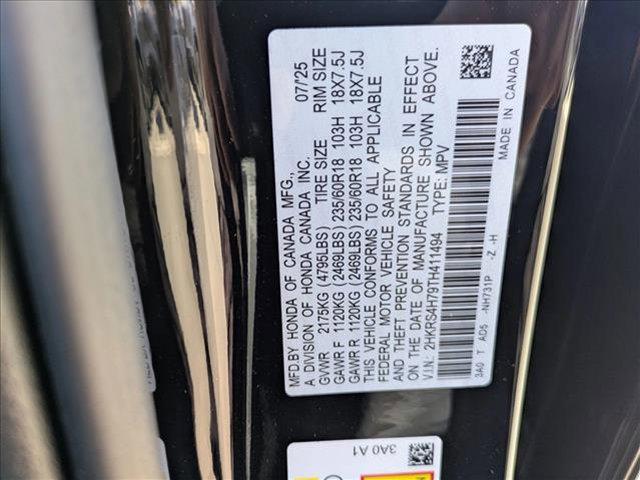 MFD.BY HONDA OF CANADA MFG.,
A DIVISION OF HONDA CANADA INC. 07/'25
GVWR 2175KG (4795LBS) TIRE SIZE RIM SIZE
GAWR F 1120KG (2469LBS) 235/60R18 103H 18X7.5J
GAWR R 1120KG (2469LBS) 235/60R18 103H 18X7.5J
THIS VEHICLE CONFORMS TO ALL APPLICABLE
FEDERAL MOTOR VEHICLE SAFETY
AND THEFT PREVENTION STANDARDS IN EFFECT
ON THE DATE OF MANUFACTURE SHOWN ABOVE.
V.I.N.: 2HKRS4H79TH411494 TYPE: MPV
3A0 T AD5 -NH731P -Z -H
MADE IN CANADA
3A0 A1